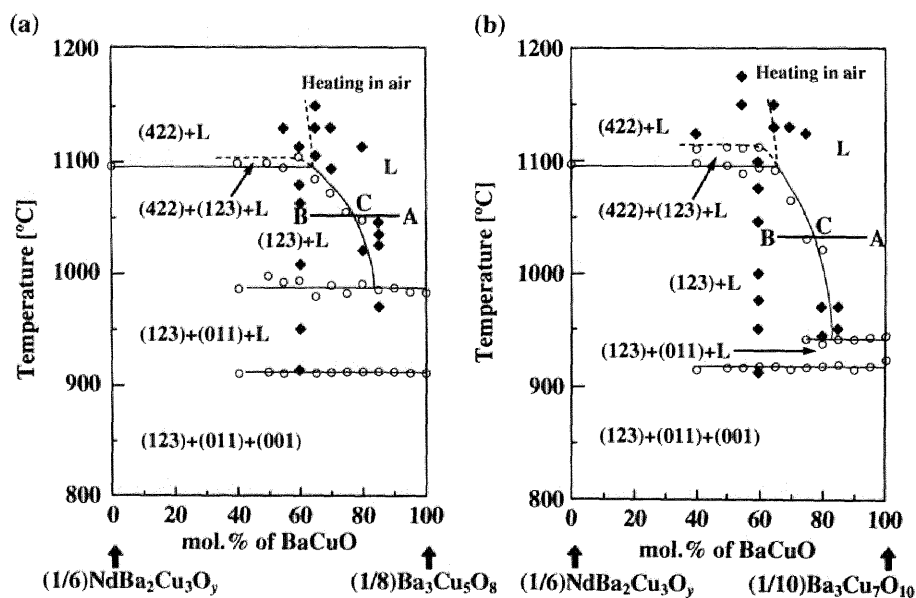 (a)
1200
1100
1000
900
800
Temperature [°C]
Heating in air
(422)+L
L
(422)+(123)+L
B
C
A
(123)+L
(123)+(011)+L
(123)+(011)+(001)
0
20
40
60
80
100
mol.% of BaCuO
(1/6)NdBa₂Cu₃Oy
(1/8)Ba₃Cu₅O₈
(b)
1200
1100
1000
900
800
Temperature [°C]
Heating in air
(422)+L
L
(422)+(123)+L
B
C
A
(123)+L
(123)+(011)+L
(123)+(011)+(001)
0
20
40
60
80
100
mol.% of BaCuO
(1/6)NdBa₂Cu₃Oy
(1/10)Ba₃Cu₇O₁₀